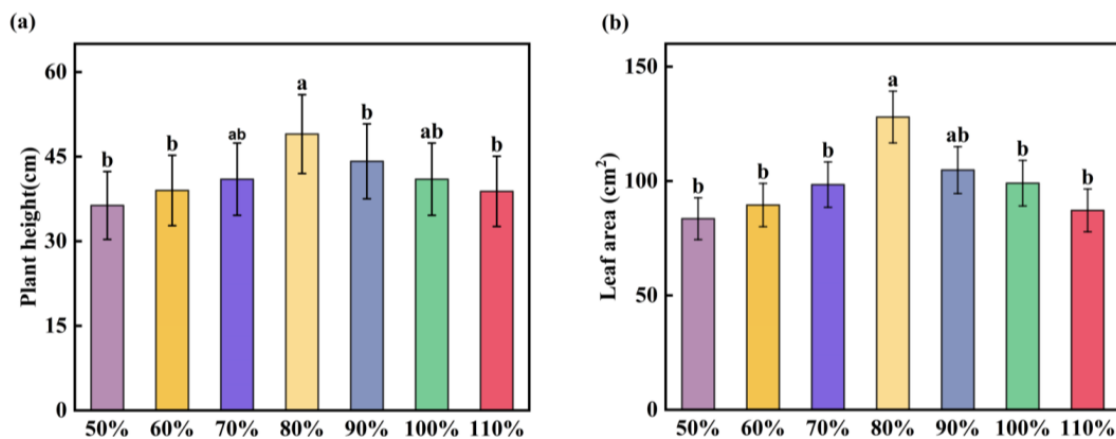 (a)
Plant height(cm)
60
45
30
15
0
b
b
ab
a
b
ab
b
50% 60% 70% 80% 90% 100% 110%
(b)
Leaf area (cm²)
150
100
50
0
b
b
b
a
ab
b
b
50% 60% 70% 80% 90% 100% 110%